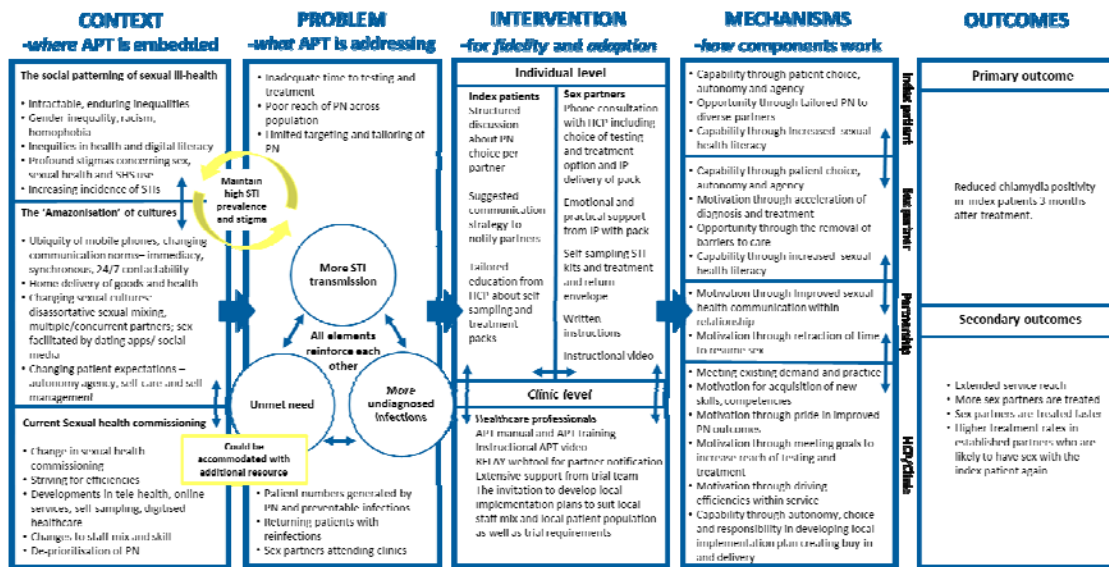 CONTEXT
-where APT is embedded
The social patterning of sexual ill-health
• Intractable, enduring inequalities
• Gender inequality, racism,
homophobia
• Inequities in health and digital literacy
• Profound stigmas concerning sex,
sexual health and SHS use
• Increasing incidence of STIs
The 'Amazonisation' of cultures
• Ubiquity of mobile phones, changing
communication norms– immediacy,
synchronous, 24/7 contactability
• Home delivery of goods and health
• Changing sexual cultures:
disassortative sexual mixing,
multiple/concurrent partners; sex
facilitated by dating apps/ social
media
• Changing patient expectations –
autonomy agency, self-care and self
management
Current Sexual health commissioning
• Change in sexual health
commissioning
• Striving for efficiencies
• Developments in tele health, online
services, self sampling, digitised
healthcare
• Changes to staff mix and skill
• De-prioritisation of PN
PROBLEM
-what APT is addressing
• Inadequate time to testing and
treatment
• Poor reach of PN across
population
• Limited targeting and tailoring of
PN
Maintain
high STI
prevalence
and stigma
More STI
transmission
All elements
reinforce each
other
Unmet need
More
undiagnosed
infections
Could be
accommodated with
additional resource
• Patient numbers generated by
PN and preventable infections
• Returning patients with
reinfections
• Sex partners attending clinics
INTERVENTION
-for fidelity and adaption
Individual level
Index patients
Structured
discussion
about PN
choice per
partner
Suggested
communication
strategy to
notify partners
Tailored
education from
HCP about self
sampling and
treatment
packs
Sex partners
Phone consultation
with HCP including
choice of testing
and treatment
option and IP
delivery of pack
Emotional and
practical support
from IP with pack
Self sampling STI
kits and treatment
and return
envelope
Written
instructions
Instructional video
Clinic level
Healthcare professionals
APT manual and APT training
Instructional APT video
RELAY webtool for partner notification
Extensive support from trial team
The invitation to develop local
implementation plans to suit local
staff mix and local patient population
as well as trial requirements
MECHANISMS
-how components work
• Capability through patient choice,
autonomy and agency
• Opportunity through tailored PN to
diverse partners
• Capability through increased sexual
health literacy
Index patient
• Capability through patient choice,
autonomy and agency
• Motivation through acceleration of
diagnosis and treatment
• Opportunity through the removal of
barriers to care
• Capability through increased sexual
health literacy
Sex partner
• Motivation through improved sexual
health communication within
relationship
• Motivation through refraction of time
to resume sex
Partnership
• Meeting existing demand and practice
• Motivation for acquisition of new
skills, competencies
• Motivation through pride in improved
PN outcomes
• Motivation through meeting goals to
increase reach of testing and
treatment
• Motivation through driving
efficiencies within service
• Capability through autonomy, choice
and responsibility in developing local
implementation plan creating buy in
and delivery
HCP/Clinic
OUTCOMES
Primary outcome
Reduced chlamydia positivity
in index patients 3 months
after treatment.
Secondary outcomes
• Extended service reach
• More sex partners are treated
• Sex partners are treated faster
• Higher treatment rates in
established partners who are
likely to have sex with the
index patient again